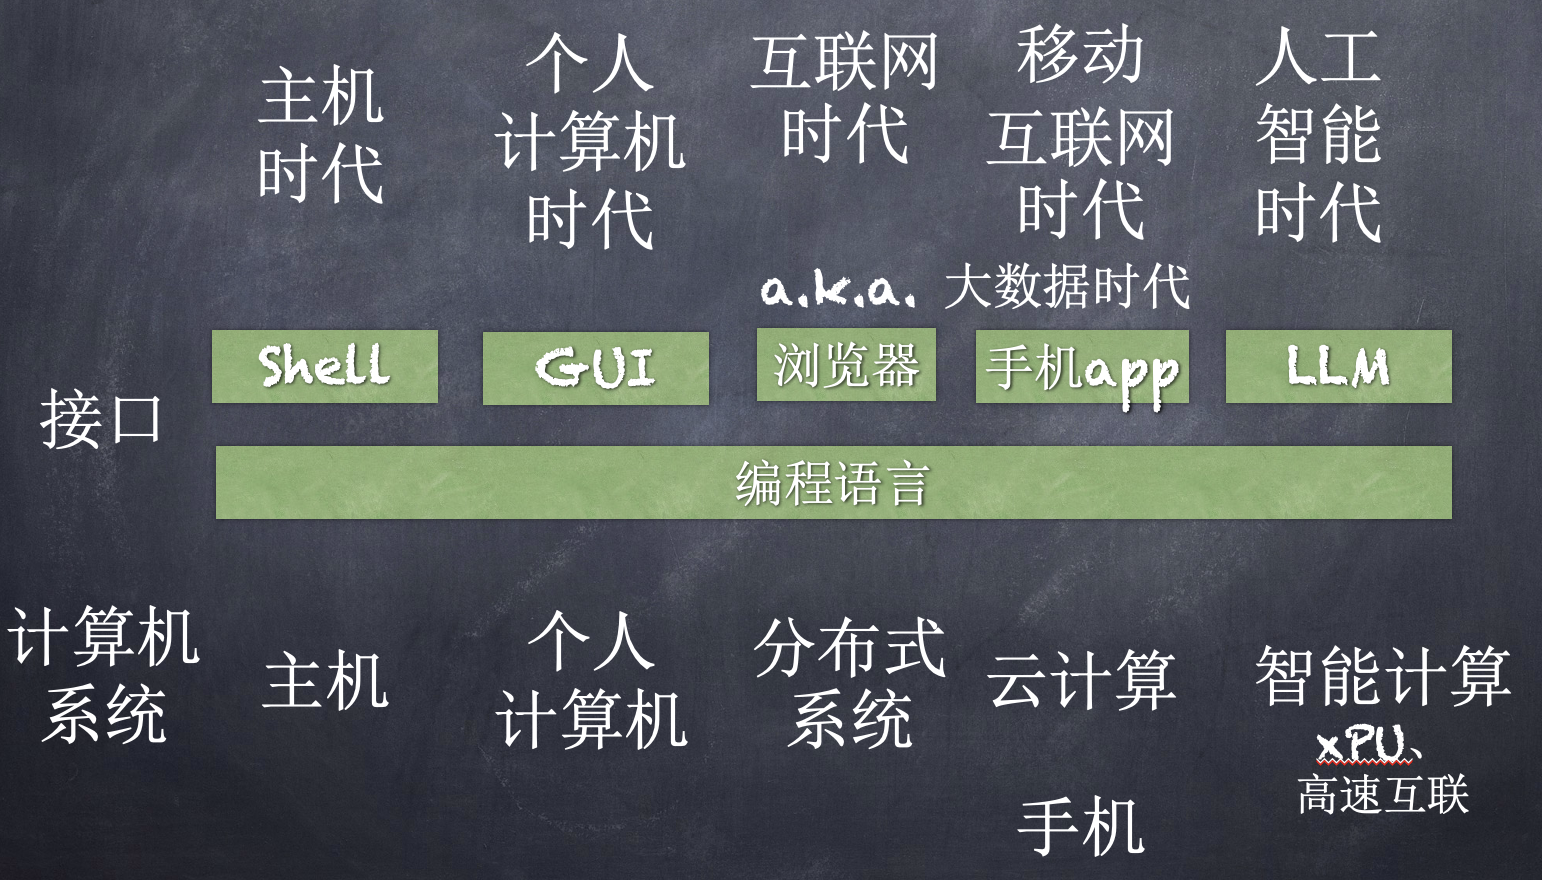 主机
时代
个人
计算机
时代
互联网
时代
移动
互联网
时代
人工
智能
时代
a.k.a. 大数据时代
接口
Shell
GUI
浏览器
手机app
LLM
编程语言
计算机
系统
主机
个人
计算机
分布式
系统
云计算
手机
智能计算
xPU、
高速互联